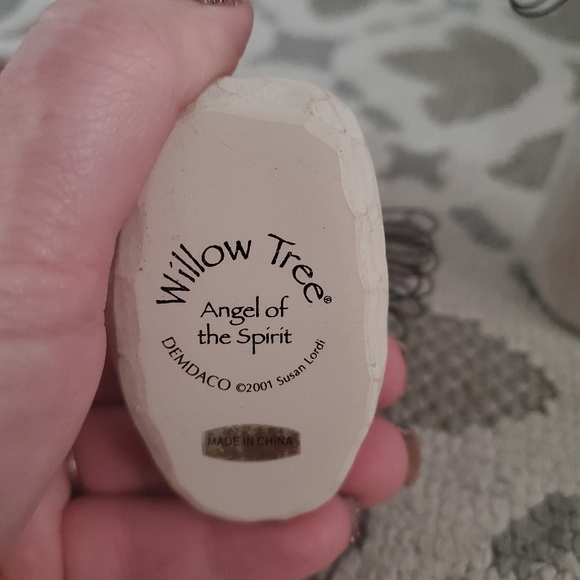 Willow Tree®
Angel of
the Spirit
DEMDACO ©2001 Susan Lordi
MADE IN CHINA